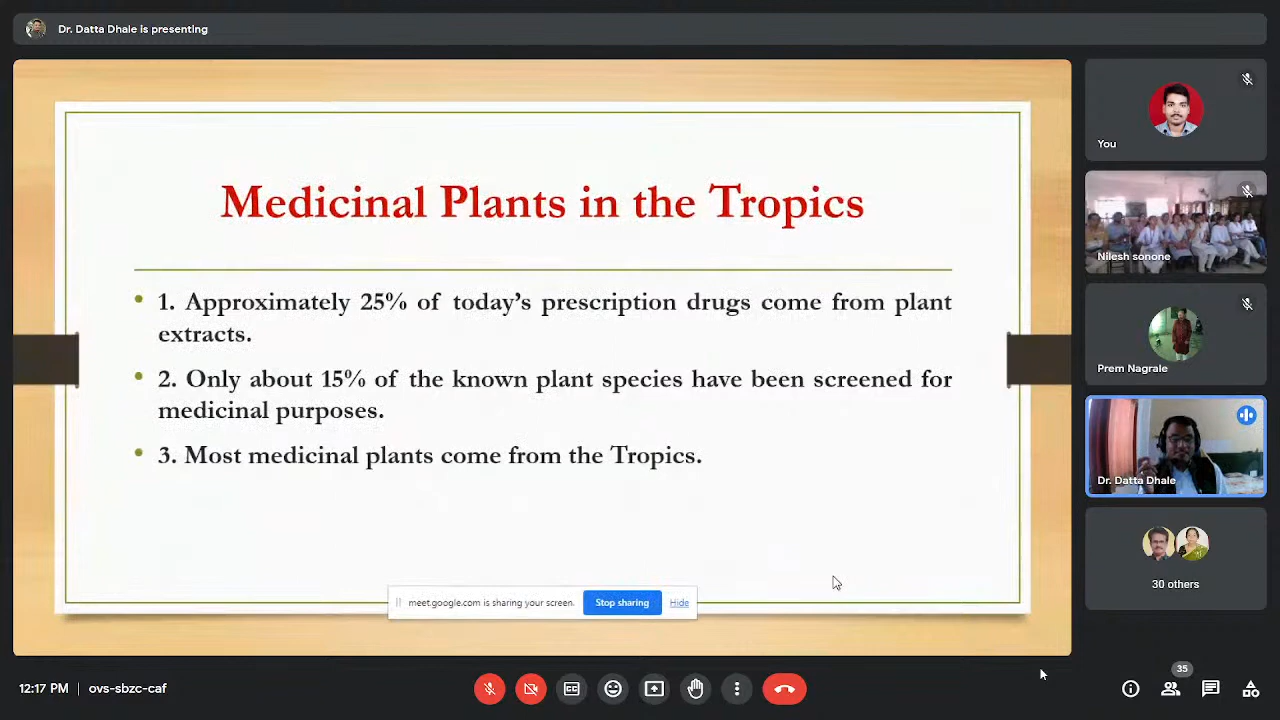 Dr. Datta Dhale is presenting
Medicinal Plants in the Tropics
• 1. Approximately 25% of today's prescription drugs come from plant
extracts.
• 2. Only about 15% of the known plant species have been screened for
medicinal purposes.
• 3. Most medicinal plants come from the Tropics.
meet.google.com is sharing your screen.
Stop sharing
Hide
You
Nilesh sonone
Prem Nagrale
Dr. Datta Dhale
30 others
12:17 PM | ovs-sbzc-caf
35